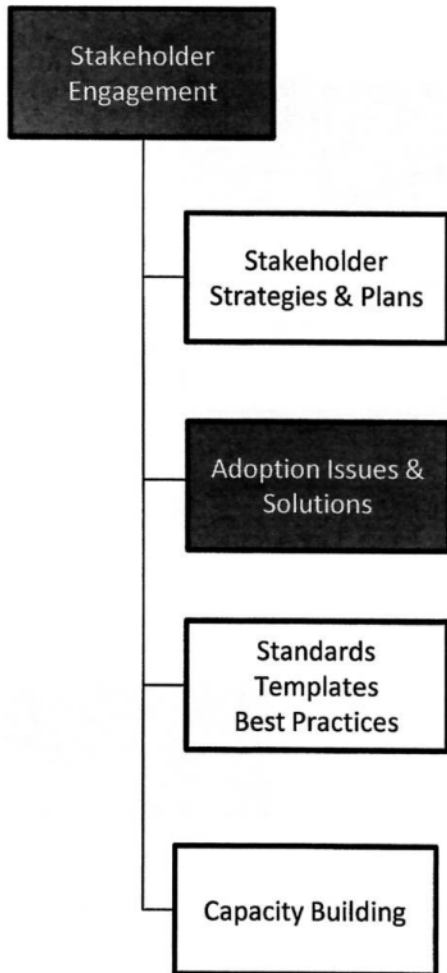 Stakeholder
Engagement
Stakeholder
Strategies & Plans
Adoption Issues &
Solutions
Standards
Templates
Best Practices
Capacity Building